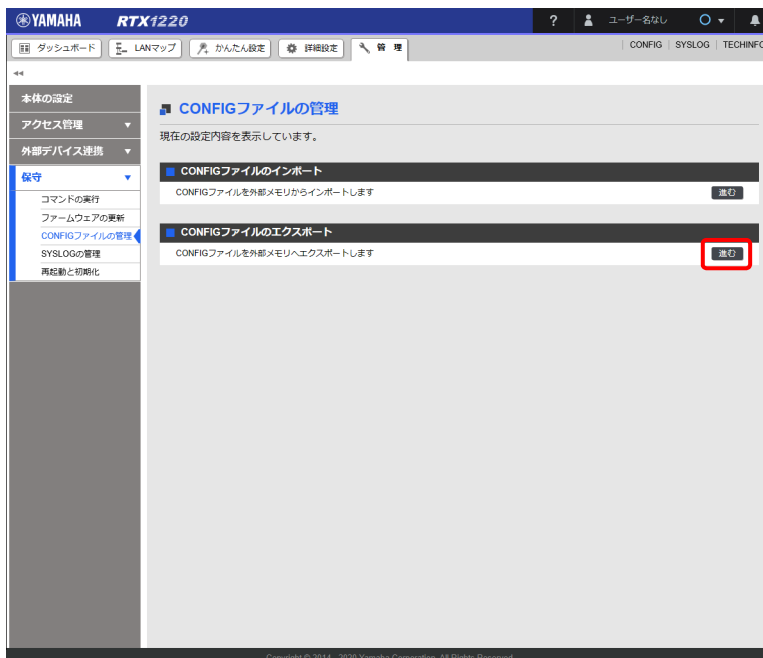 YAMAHA RTX1220 ? ユーザー名なし
ダッシュボード LANマップ かんたん設定 詳細設定 管 理 CONFIG SYSLOG TECHINFO
本体の設定
アクセス管理
外部デバイス連携
保守
コマンドの実行
ファームウェアの更新
CONFIGファイルの管理
SYSLOGの管理
再起動と初期化
CONFIGファイルの管理
現在の設定内容を表示しています。
CONFIGファイルのインポート
CONFIGファイルを外部メモリからインポートします 進む
CONFIGファイルのエクスポート
CONFIGファイルを外部メモリへエクスポートします 進む
Copyright © 2014 - 2020 Yamaha Corporation. All Rights Reserved.